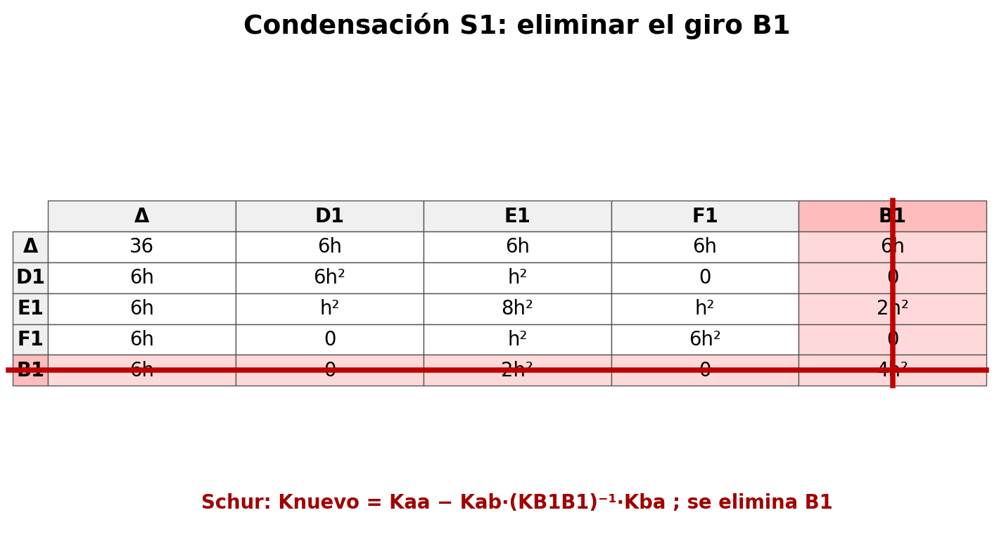 Condensación S1: eliminar el giro B1
Δ D1 E1 F1 B1
Δ 36 6h 6h 6h 6h
D1 6h 6h² h² 0 0
E1 6h h² 8h² h² 2h²
F1 6h 0 h² 6h² 0
B1 6h 0 2h² 0 4h²
Schur: Knuevo = Kaa − Kab·(KB1B1)⁻¹·Kba ; se elimina B1